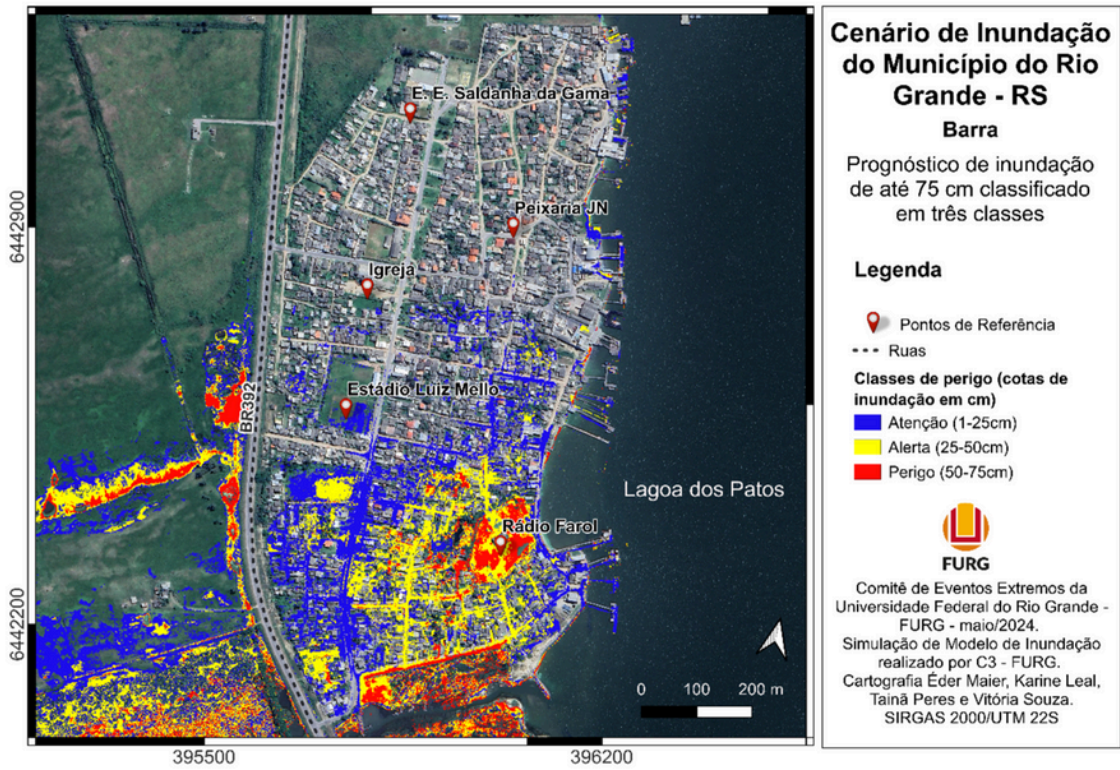 E. E. Saldanha da Gama
Peixaria JN
Igreja
BR392
Estádio Luiz Mello
Lagoa dos Patos
Rádio Farol
0 100 200 m
6442900
6442200
395500
396200
Cenário de Inundação
do Município do Rio
Grande - RS
Barra
Prognóstico de inundação
de até 75 cm classificado
em três classes
Legenda
Pontos de Referência
Ruas
Classes de perigo (cotas de
inundação em cm)
Atenção (1-25cm)
Alerta (25-50cm)
Perigo (50-75cm)
FURG
Comitê de Eventos Extremos da
Universidade Federal do Rio Grande -
FURG - maio/2024.
Simulação de Modelo de Inundação
realizado por C3 - FURG.
Cartografia Éder Maier, Karine Leal,
Tainã Peres e Vitória Souza.
SIRGAS 2000/UTM 22S